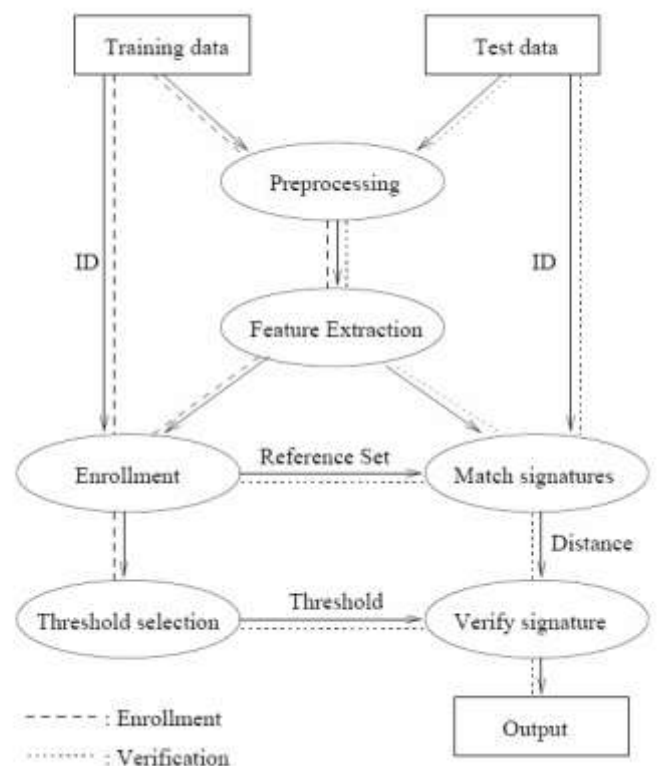 Training data
Test data
Preprocessing
ID
ID
Feature Extraction
Enrollment
Reference Set
Match signatures
Distance
Threshold selection
Threshold
Verify signature
: Enrollment
Output
: Verification